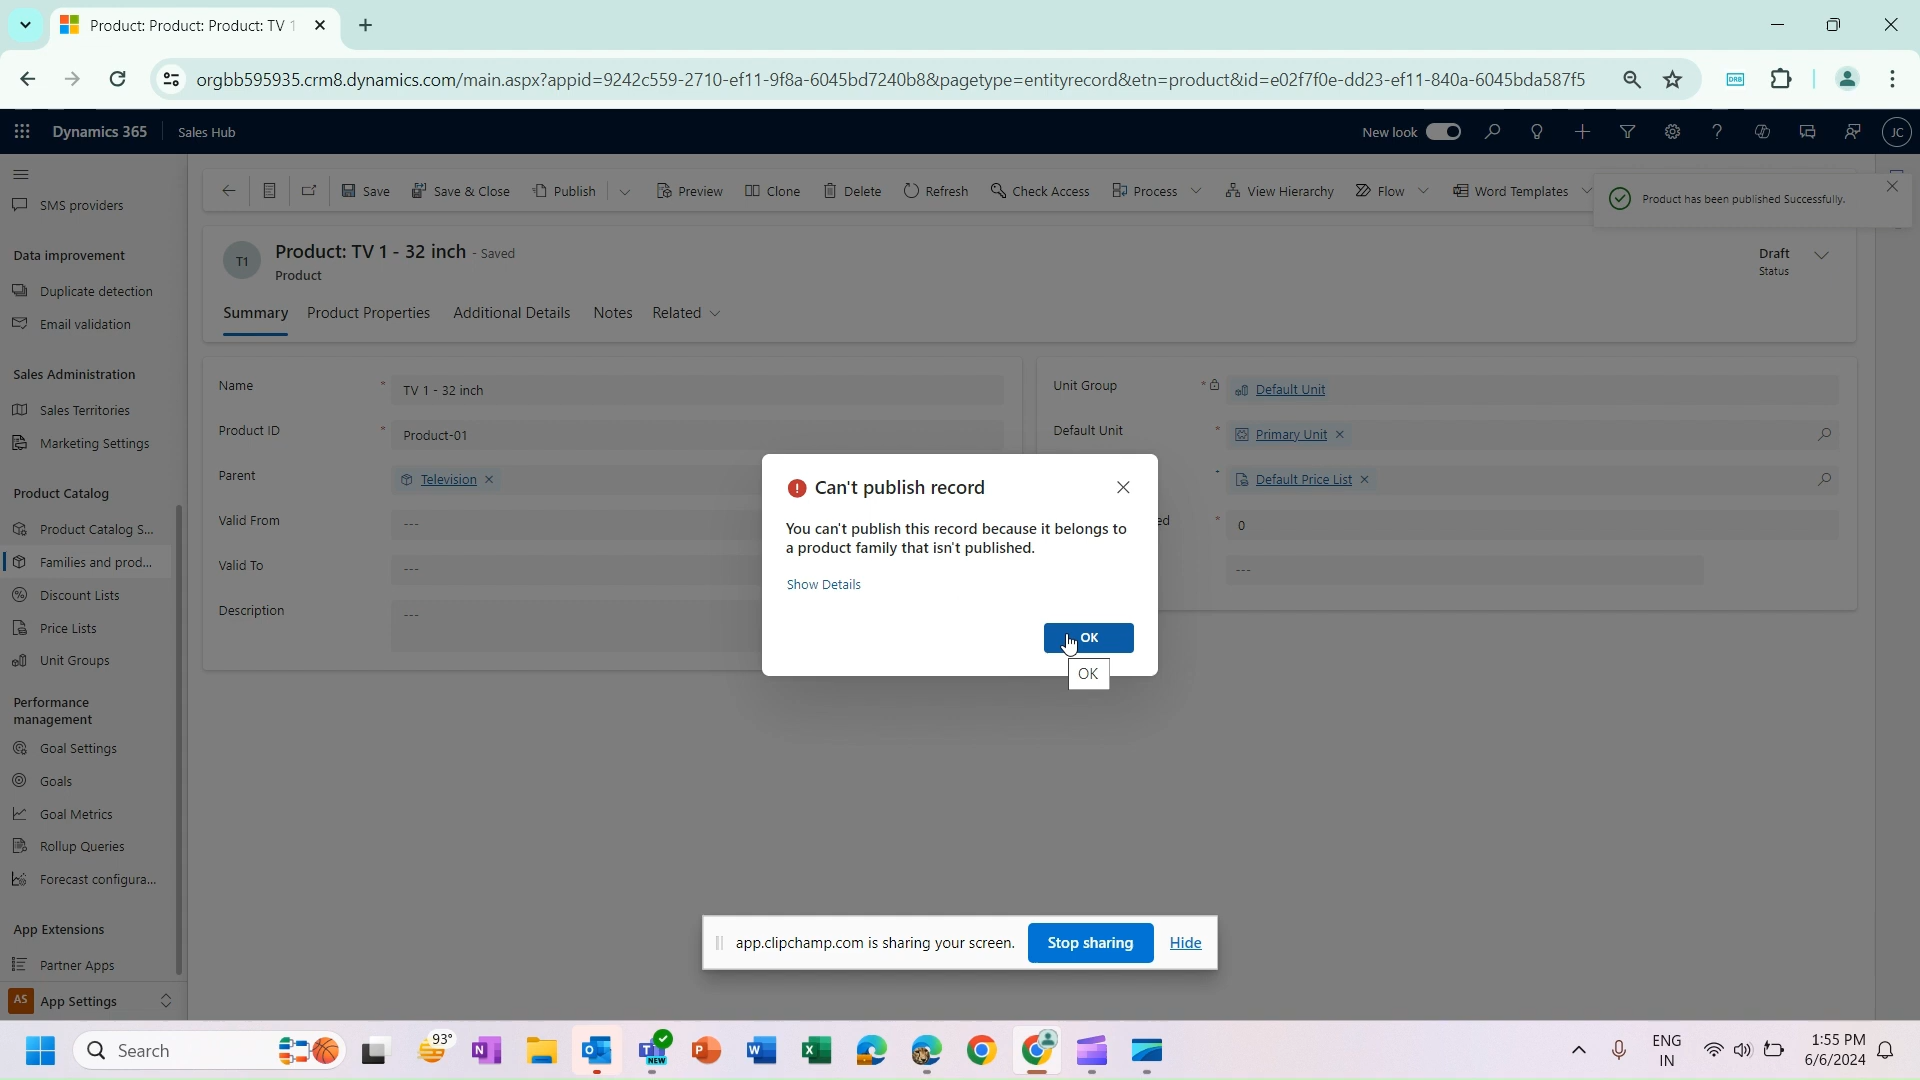 Product: Product: Product: TV 1
orgbb595935.crm8.dynamics.com/main.aspx?appid=9242c559-2710-ef11-9f8a-6045bd7240b8&pagetype=entityrecord&etn=product&id=e02f7f0e-dd23-ef11-840a-6045bda587f5
DRB
Dynamics 365
Sales Hub
New look
JC
Save
Save & Close
Publish
Preview
Clone
Delete
Refresh
Check Access
Process
View Hierarchy
Flow
Word Templates
Product has been published Successfully.
SMS providers
Data improvement
Duplicate detection
Email validation
Sales Administration
Sales Territories
Marketing Settings
Product Catalog
Product Catalog S...
Families and prod...
Discount Lists
Price Lists
Unit Groups
Performance
management
Goal Settings
Goals
Goal Metrics
Rollup Queries
Forecast configura...
App Extensions
Partner Apps
AS App Settings
T1
Product: TV 1 - 32 inch - Saved
Product
Draft
Status
Summary
Product Properties
Additional Details
Notes
Related
Name * TV 1 - 32 inch
Product ID * Product-01
Parent Television
Valid From ---
Valid To ---
Description ---
Unit Group * Default Unit
Default Unit * Primary Unit
* Default Price List
ed * 0
---
Can't publish record
You can't publish this record because it belongs to
a product family that isn't published.
Show Details
OK
OK
app.clipchamp.com is sharing your screen.
Stop sharing
Hide
Search
93°
NEW
ENG
IN
1:55 PM
6/6/2024